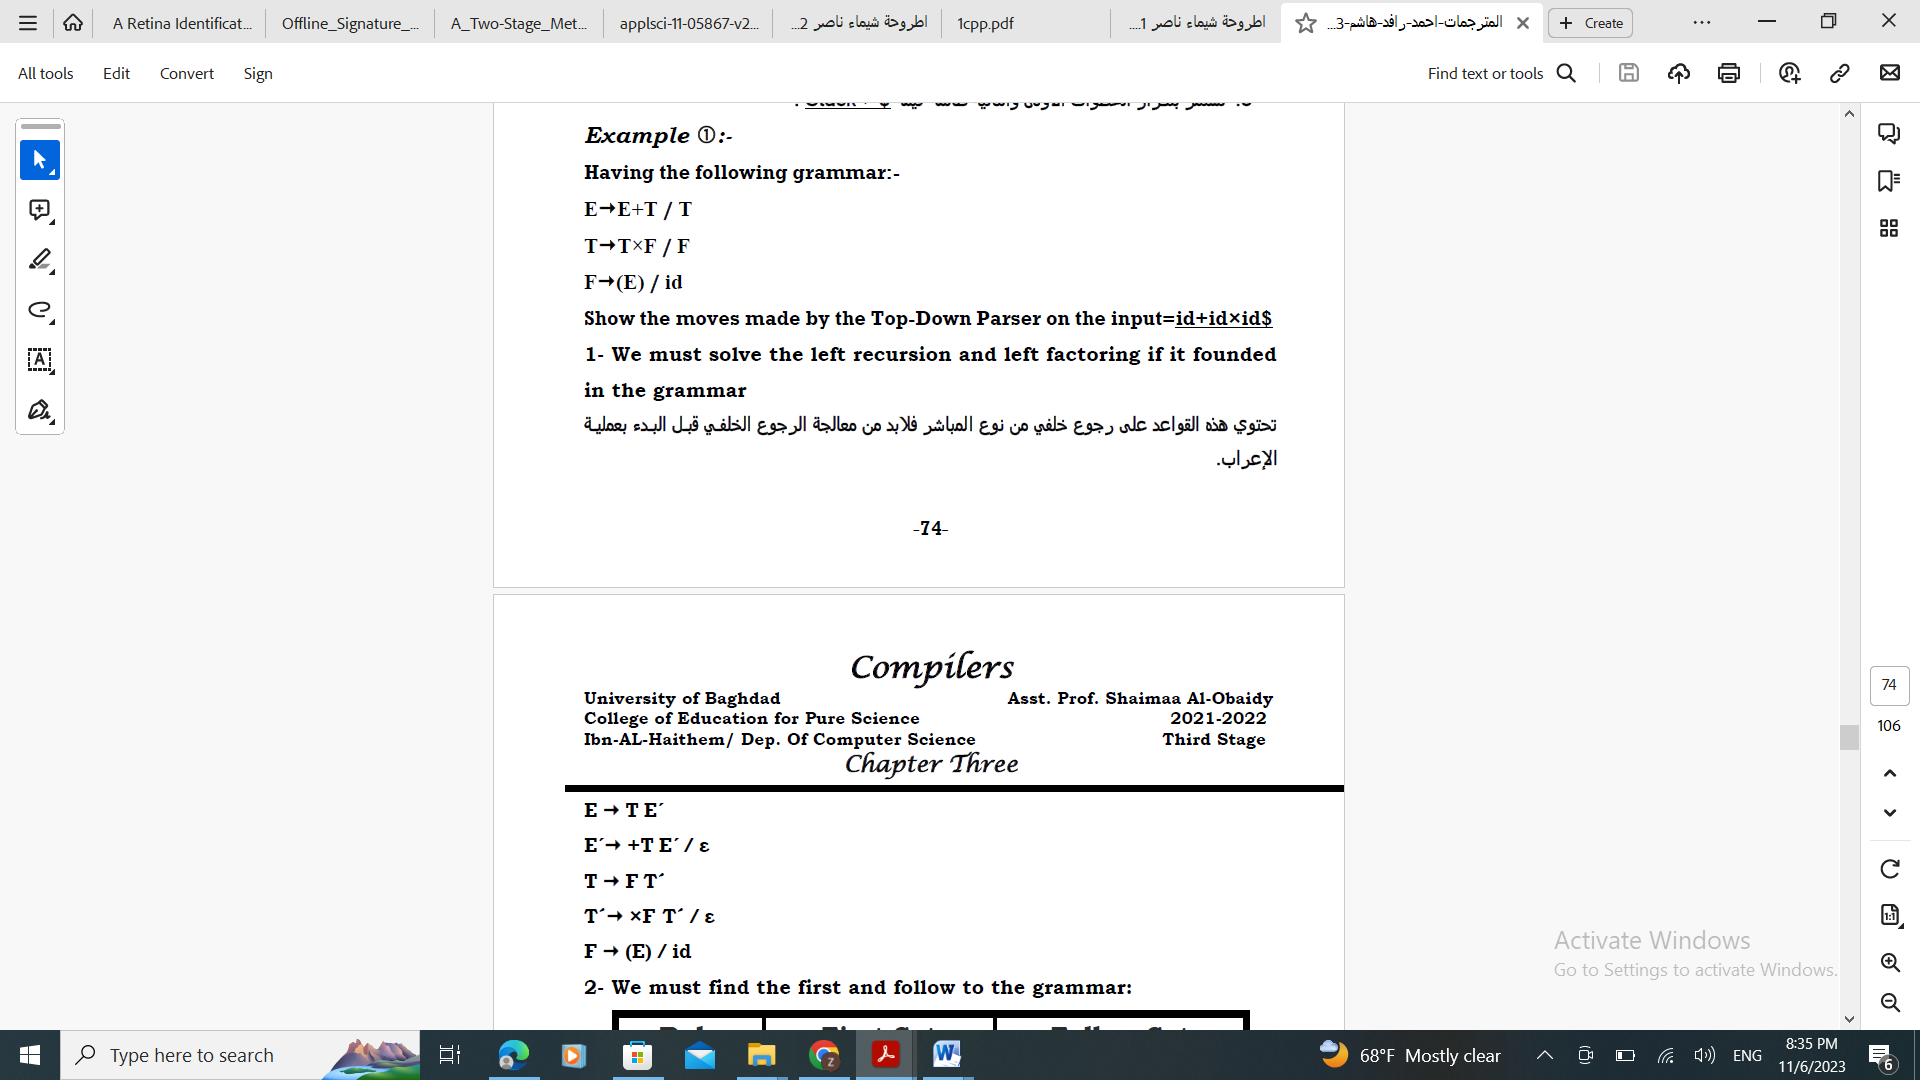 A Retina Identificat...
Offline_Signature_...
A_Two-Stage_Met...
applsci-11-05867-v2...
اطروحة شيماء ناصر 2...
1cpp.pdf
اطروحة شيماء ناصر 1....
المترجمات-احمد-رافد-هاشم-3...
Create
All tools
Edit
Convert
Sign
Find text or tools
Example ①:-
Having the following grammar:-
E→E+T / T
T→T×F / F
F→(E) / id
Show the moves made by the Top-Down Parser on the input=id+id×id$
1- We must solve the left recursion and left factoring if it founded
in the grammar
تحتوي هذه القواعد على رجوع خلفي من نوع المباشر فلابد من معالجة الرجوع الخلفي قبل البدء بعملية
الإعراب.
-74-
Compilers
University of Baghdad Asst. Prof. Shaimaa Al-Obaidy
College of Education for Pure Science 2021-2022
Ibn-AL-Haithem/ Dep. Of Computer Science Third Stage
Chapter Three
E → T E´
E´→ +T E´ / ε
T → F T´
T´→ ×F T´ / ε
F → (E) / id
2- We must find the first and follow to the grammar:
74
106
Activate Windows
Go to Settings to activate Windows.
Type here to search
68°F Mostly clear
ENG
8:35 PM
11/6/2023
6